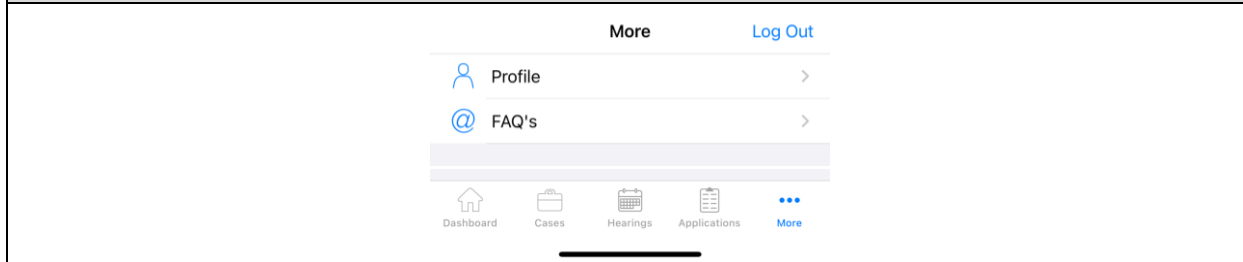 More Log Out
Profile
FAQ's
Dashboard Cases Hearings Applications More